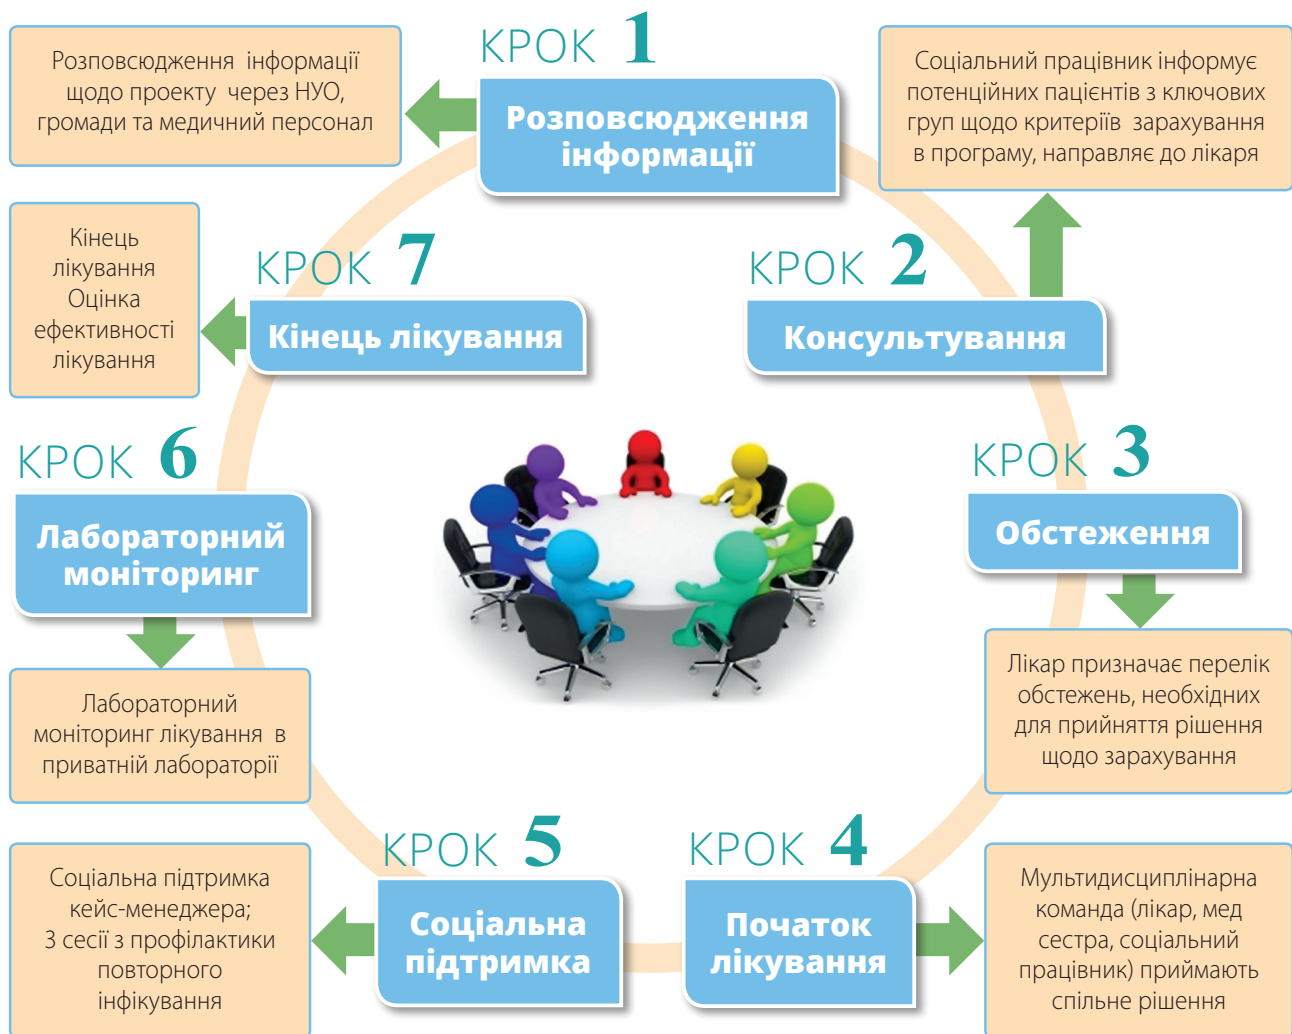 КРОК 1
Розповсюдження
інформації
Розповсюдження інформації
щодо проекту через НУО,
громади та медичний персонал
КРОК 2
Консультування
Соціальний працівник інформує
потенційних пацієнтів з ключових
груп щодо критеріїв зарахування
в програму, направляє до лікаря
КРОК 3
Обстеження
Лікар призначає перелік
обстежень, необхідних
для прийняття рішення
щодо зарахування
КРОК 4
Початок
лікування
Мультидисциплінарна
команда (лікар, мед
сестра, соціальний
працівник) приймають
спільне рішення
КРОК 5
Соціальна
підтримка
Соціальна підтримка
кейс-менеджера;
3 сесії з профілактики
повторного
інфікування
КРОК 6
Лабораторний
моніторинг
Лабораторний
моніторинг лікування в
приватній лабораторії
КРОК 7
Кінець лікування
Кінець
лікування
Оцінка
ефективності
лікування